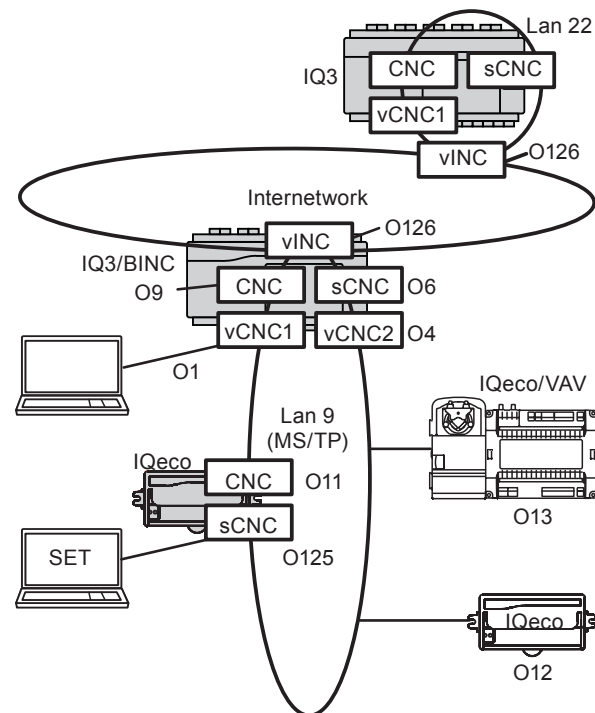 Lan 22
CNC
sCNC
IQ3
vCNC1
vINC
O126
Internetwork
vINC
O126
IQ3/BINC
O9
CNC
sCNC
O6
vCNC1
vCNC2
O4
O1
IQeco/VAV
Lan 9
(MS/TP)
IQeco
CNC
O11
O13
sCNC
SET
O125
IQeco
O12